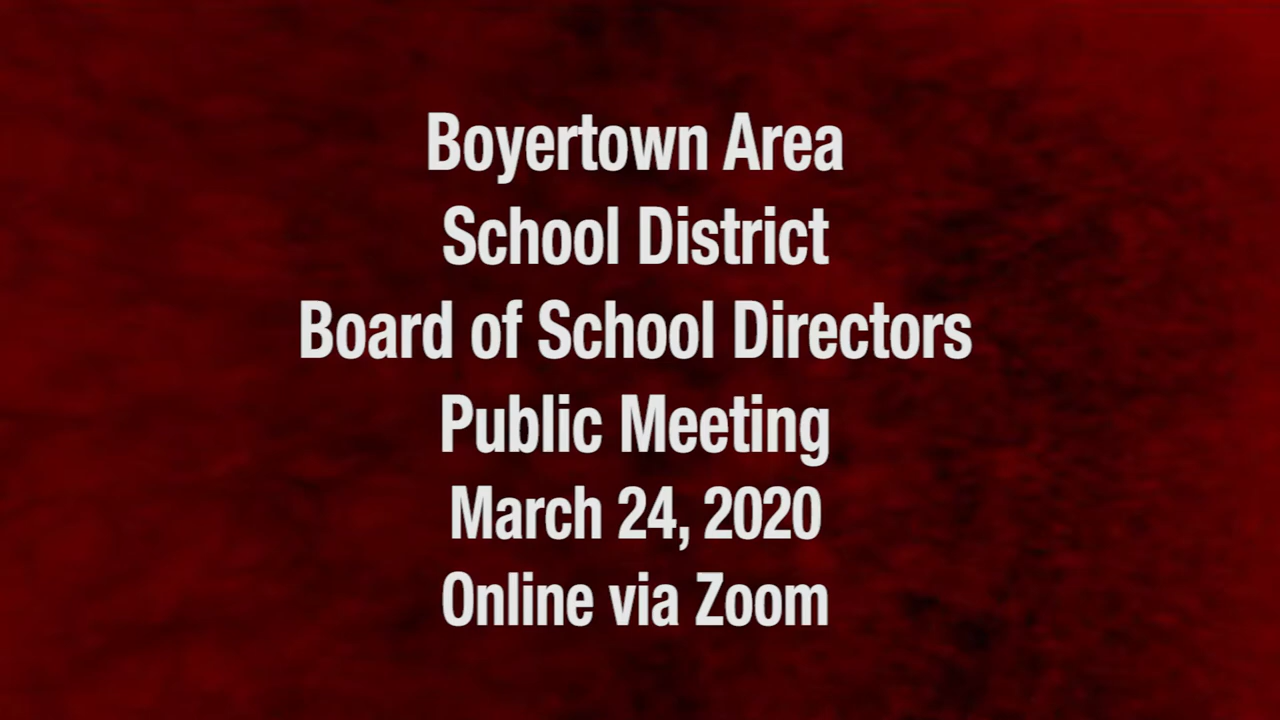 Boyertown Area
School District
Board of School Directors
Public Meeting
March 24, 2020
Online via Zoom